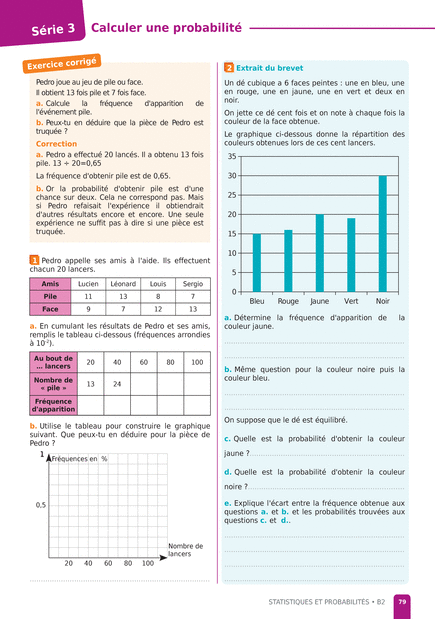 Série 3
Calculer une probabilité
Exercice corrigé
Pedro joue au jeu de pile ou face.
Il obtient 13 fois pile et 7 fois face.
a. Calcule la fréquence d'apparition de
l'événement pile.
b. Peux-tu en déduire que la pièce de Pedro est
truquée ?
Correction
a. Pedro a effectué 20 lancés. Il a obtenu 13 fois
pile. 13 ÷ 20=0,65
La fréquence d'obtenir pile est de 0,65.
b. Or la probabilité d'obtenir pile est d'une
chance sur deux. Cela ne correspond pas. Mais
si Pedro refaisait l'expérience il obtiendrait
d'autres résultats encore et encore. Une seule
expérience ne suffit pas à dire si une pièce est
truquée.
1 Pedro appelle ses amis à l'aide. Ils effectuent
chacun 20 lancers.
Amis Lucien Léonard Louis Sergio
Pile 11 13 8 7
Face 9 7 12 13
a. En cumulant les résultats de Pedro et ses amis,
remplis le tableau ci-dessous (fréquences arrondies
à 10⁻²).
Au bout de
... lancers 20 40 60 80 100
Nombre de
« pile » 13 24
Fréquence
d'apparition
b. Utilise le tableau pour construire le graphique
suivant. Que peux-tu en déduire pour la pièce de
Pedro ?
1 Fréquences en %
0,5
Nombre de
lancers
20 40 60 80 100
2 Extrait du brevet
Un dé cubique a 6 faces peintes : une en bleu, une
en rouge, une en jaune, une en vert et deux en
noir.
On jette ce dé cent fois et on note à chaque fois la
couleur de la face obtenue.
Le graphique ci-dessous donne la répartition des
couleurs obtenues lors de ces cent lancers.
35
30
25
20
15
10
5
0
Bleu Rouge Jaune Vert Noir
a. Détermine la fréquence d'apparition de la
couleur jaune.
b. Même question pour la couleur noire puis la
couleur bleu.
On suppose que le dé est équilibré.
c. Quelle est la probabilité d'obtenir la couleur
jaune ?
d. Quelle est la probabilité d'obtenir la couleur
noire ?
e. Explique l'écart entre la fréquence obtenue aux
questions a. et b. et les probabilités trouvées aux
questions c. et d..
STATISTIQUES ET PROBABILITÉS • B2 79